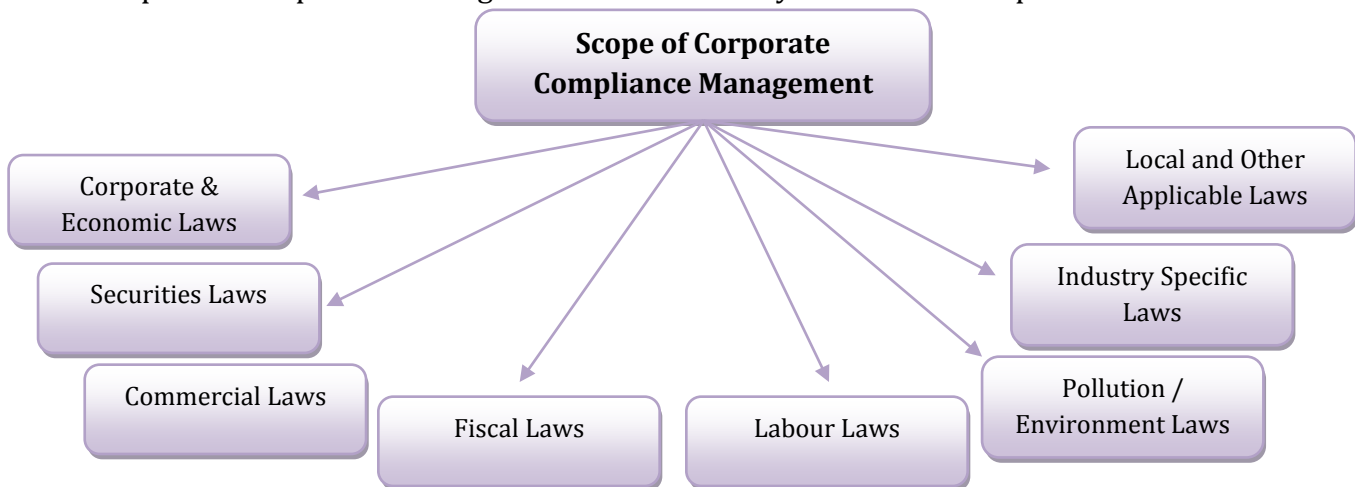 Scope of Corporate
Compliance Management
Corporate &
Economic Laws
Securities Laws
Commercial Laws
Fiscal Laws
Labour Laws
Pollution /
Environment Laws
Industry Specific
Laws
Local and Other
Applicable Laws